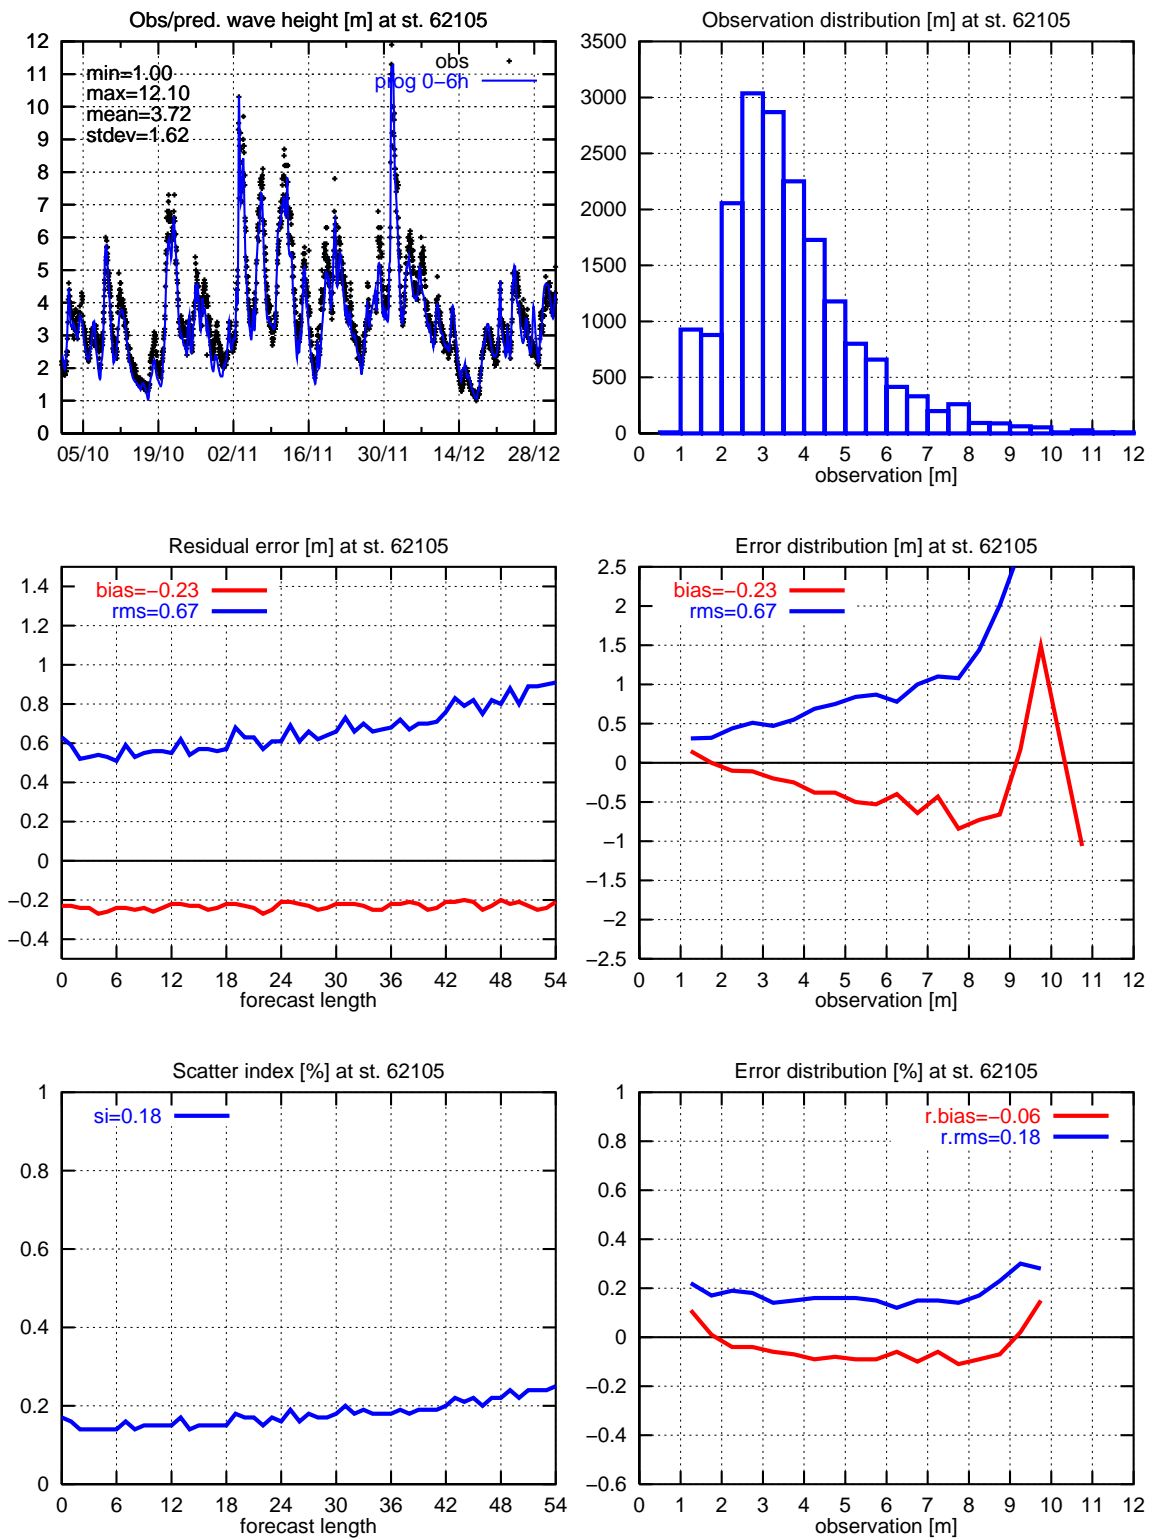 Obs/pred. wave height [m] at st. 62105
12
11
10
9
8
7
6
5
4
3
2
1
0
min=1.00
max=12.10
mean=3.72
stdev=1.62
obs
prog 0−6h
05/10 19/10 02/11 16/11 30/11 14/12 28/12
Observation distribution [m] at st. 62105
3500
3000
2500
2000
1500
1000
500
0
0 1 2 3 4 5 6 7 8 9 10 11 12
observation [m]
Residual error [m] at st. 62105
1.4
1.2
1
0.8
0.6
0.4
0.2
0
−0.2
−0.4
bias=−0.23
rms=0.67
0 6 12 18 24 30 36 42 48 54
forecast length
Error distribution [m] at st. 62105
2.5
2
1.5
1
0.5
0
−0.5
−1
−1.5
−2
−2.5
bias=−0.23
rms=0.67
0 1 2 3 4 5 6 7 8 9 10 11 12
observation [m]
Scatter index [%] at st. 62105
1
0.8
0.6
0.4
0.2
0
si=0.18
0 6 12 18 24 30 36 42 48 54
forecast length
Error distribution [%] at st. 62105
1
0.8
0.6
0.4
0.2
0
−0.2
−0.4
−0.6
r.bias=−0.06
r.rms=0.18
0 1 2 3 4 5 6 7 8 9 10 11 12
observation [m]